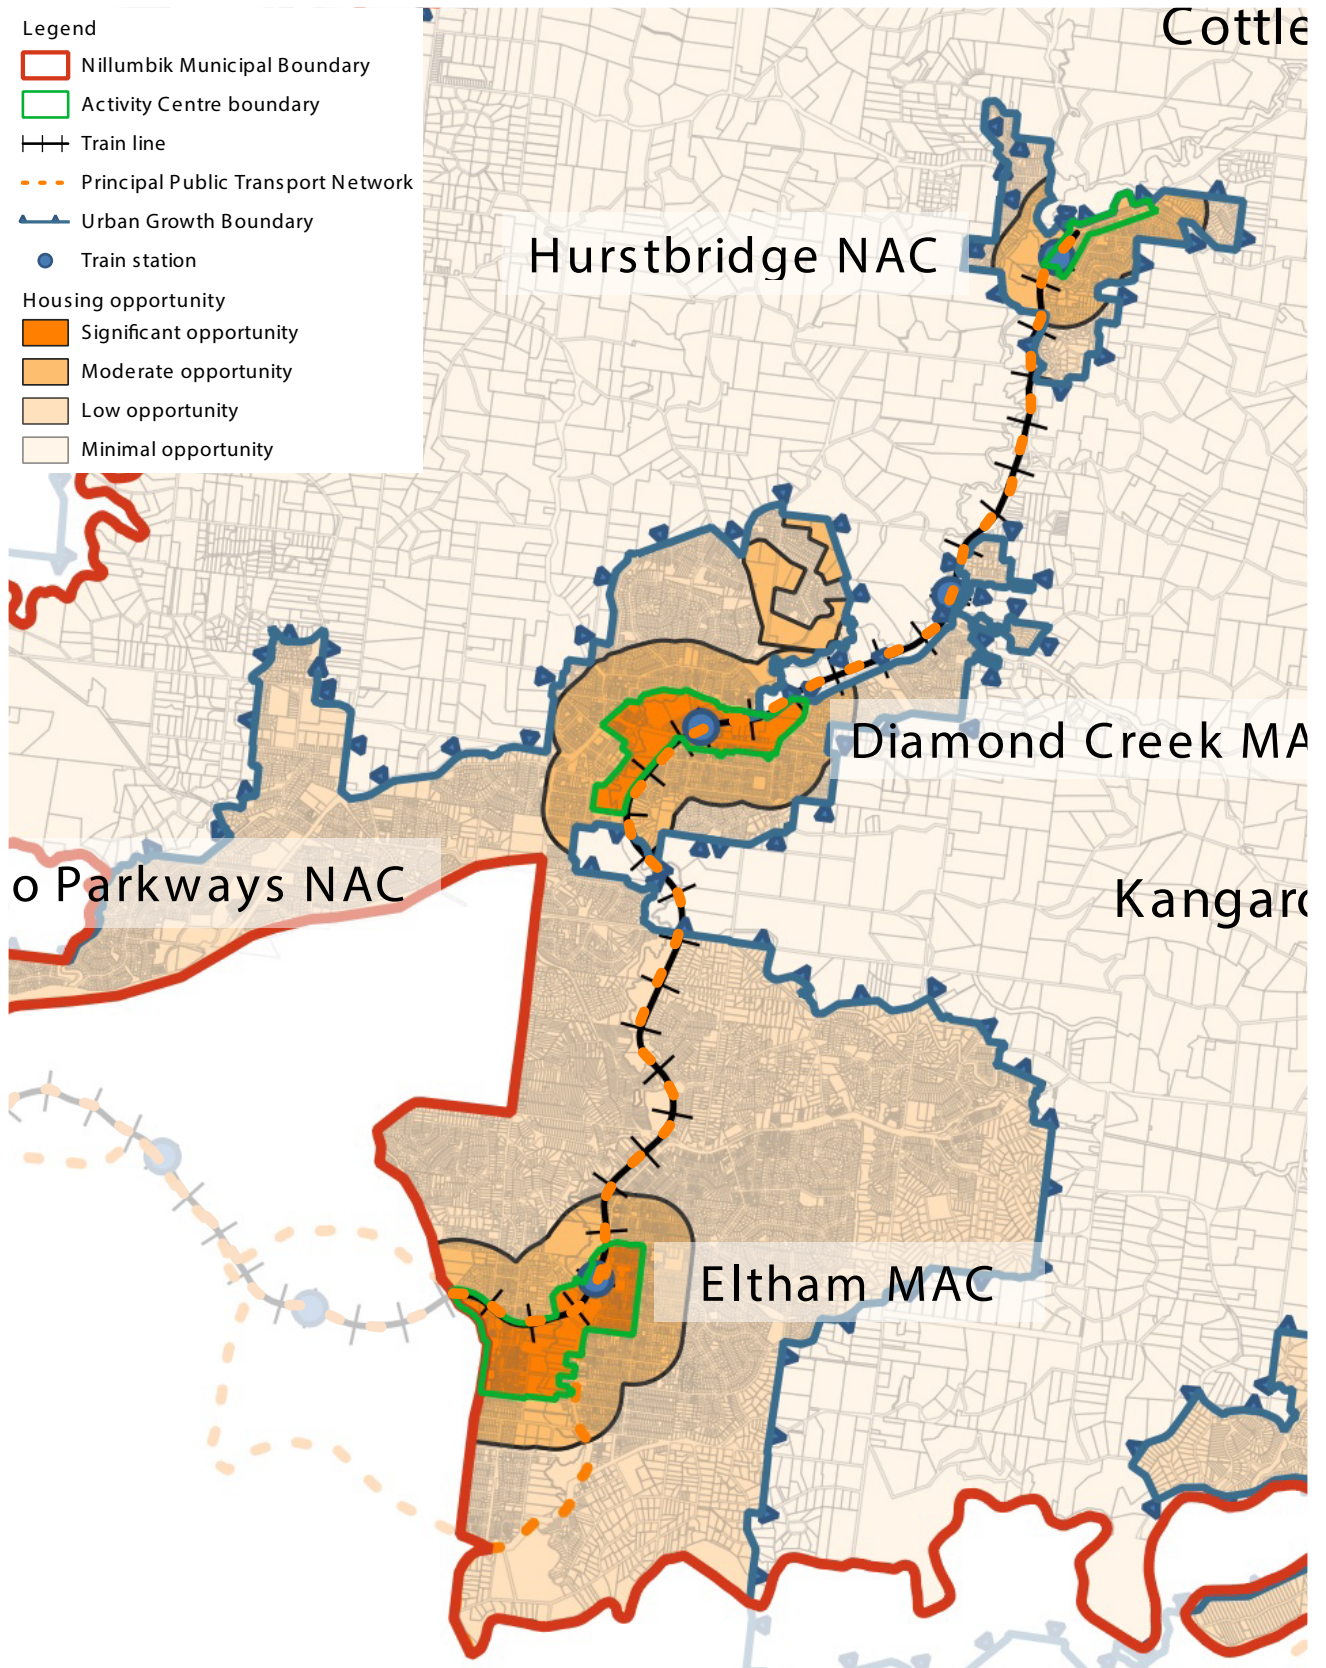 Legend
Nillumbik Municipal Boundary
Activity Centre boundary
Train line
Principal Public Transport Network
Urban Growth Boundary
Train station
Housing opportunity
Significant opportunity
Moderate opportunity
Low opportunity
Minimal opportunity
Cottle
Hurstbridge NAC
Diamond Creek MA
o Parkways NAC
Kangaro
Eltham MAC